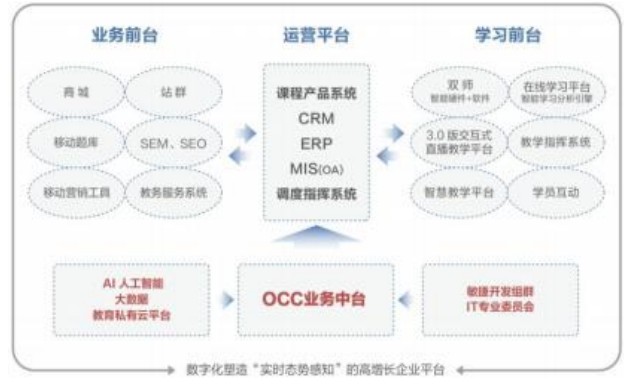 业务前台
运营平台
学习前台
商城
站群
移动题库
SEM、SEO
移动营销工具
教务服务系统
课程产品系统
CRM
ERP
MIS(OA)
调度指挥系统
双师
智能硬件+软件
在线学习平台
智能学习分析引擎
3.0 版交互式
直播教学平台
教学指挥系统
智慧教学平台
学员互动
AI 人工智能
大数据
教育私有云平台
OCC业务中台
敏捷开发组群
IT专业委员会
数字化塑造“实时态势感知”的高增长企业平台